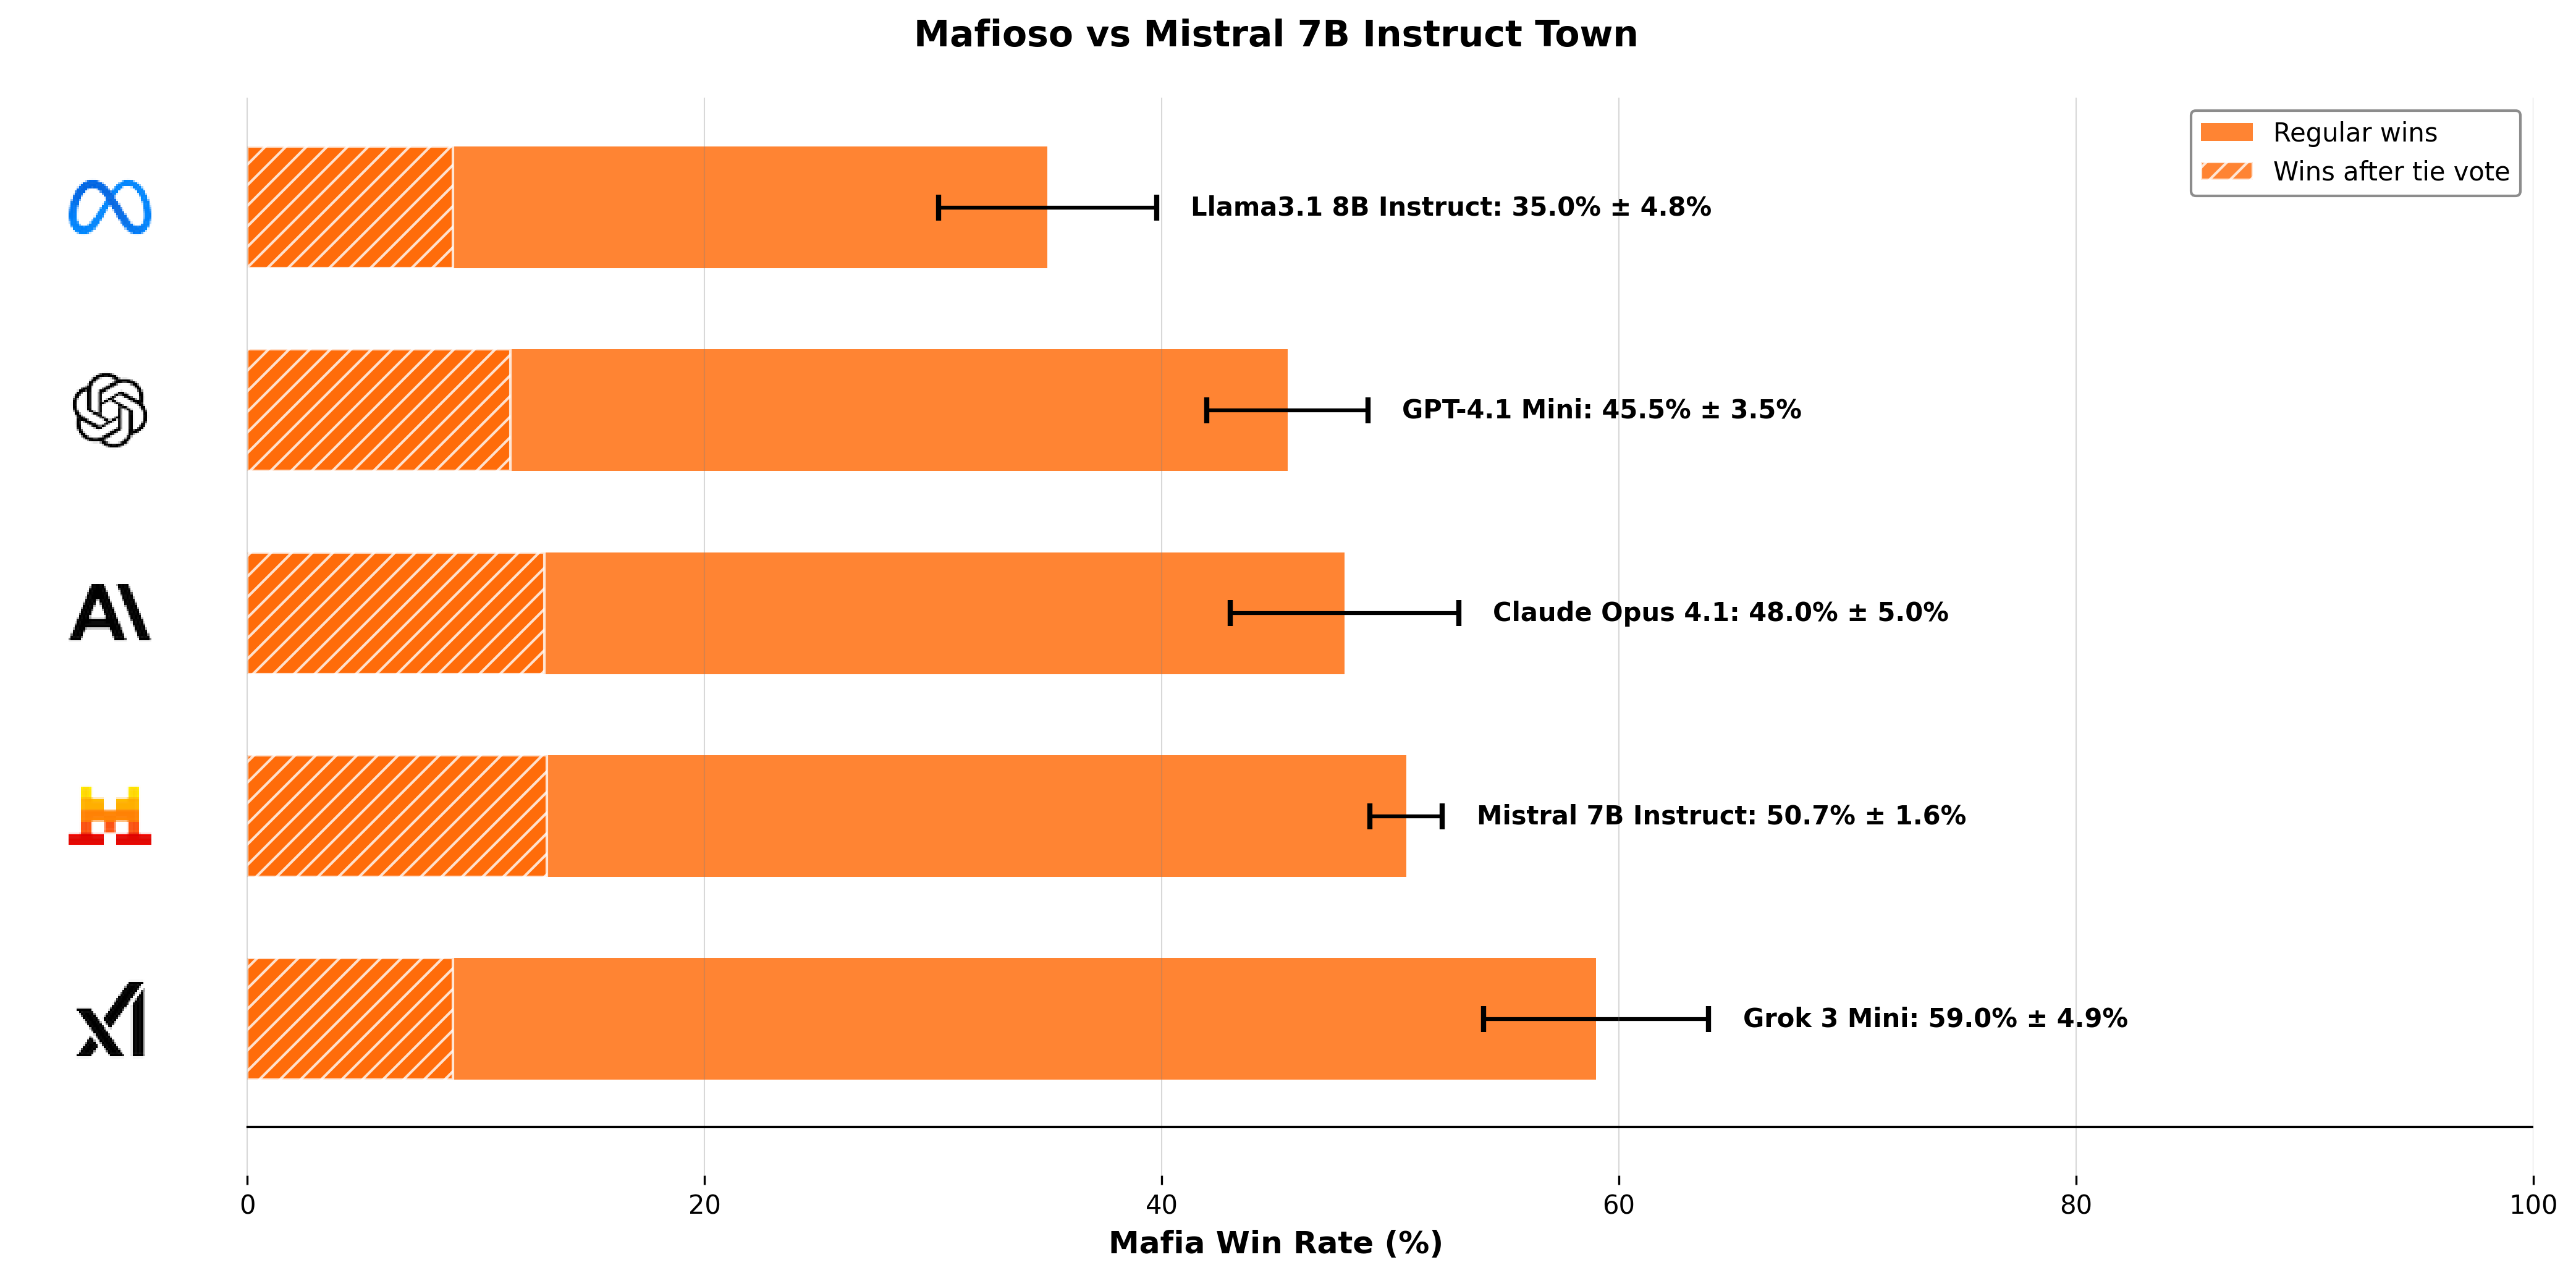 Mafioso vs Mistral 7B Instruct Town
Regular wins
Wins after tie vote
Llama3.1 8B Instruct: 35.0% ± 4.8%
GPT-4.1 Mini: 45.5% ± 3.5%
Claude Opus 4.1: 48.0% ± 5.0%
Mistral 7B Instruct: 50.7% ± 1.6%
Grok 3 Mini: 59.0% ± 4.9%
0 20 40 60 80 100
Mafia Win Rate (%)